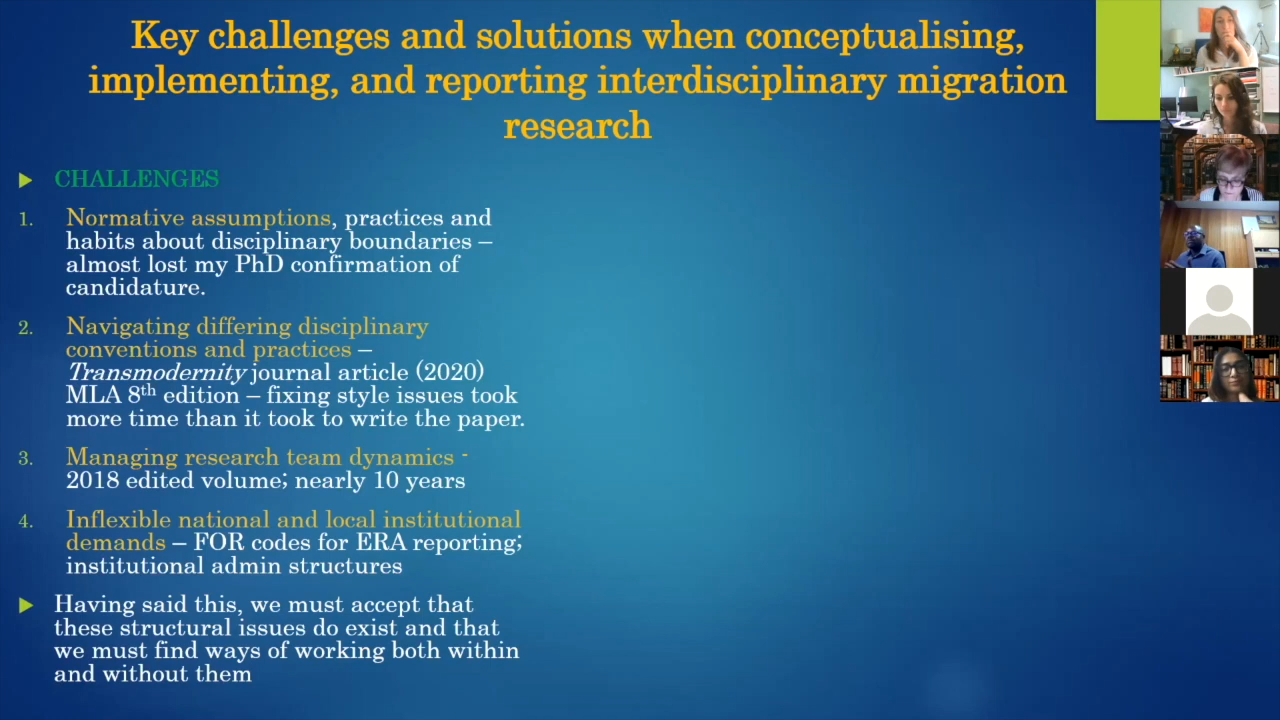 Key challenges and solutions when conceptualising,
implementing, and reporting interdisciplinary migration
research
CHALLENGES
1. Normative assumptions, practices and
habits about disciplinary boundaries –
almost lost my PhD confirmation of
candidature.
2. Navigating differing disciplinary
conventions and practices –
Transmodernity journal article (2020)
MLA 8th edition – fixing style issues took
more time than it took to write the paper.
3. Managing research team dynamics -
2018 edited volume; nearly 10 years
4. Inflexible national and local institutional
demands – FOR codes for ERA reporting;
institutional admin structures
Having said this, we must accept that
these structural issues do exist and that
we must find ways of working both within
and without them